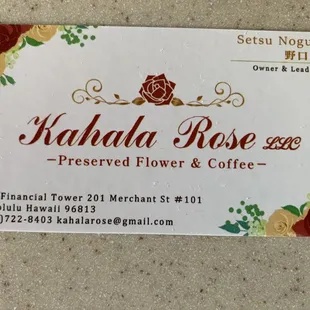 Setsu Nogu
野口
Owner & Lead
Kahala Rose LLC
-Preserved Flower & Coffee-
Financial Tower 201 Merchant St #101
olulu Hawaii 96813
)722-8403 kahalarose@gmail.com